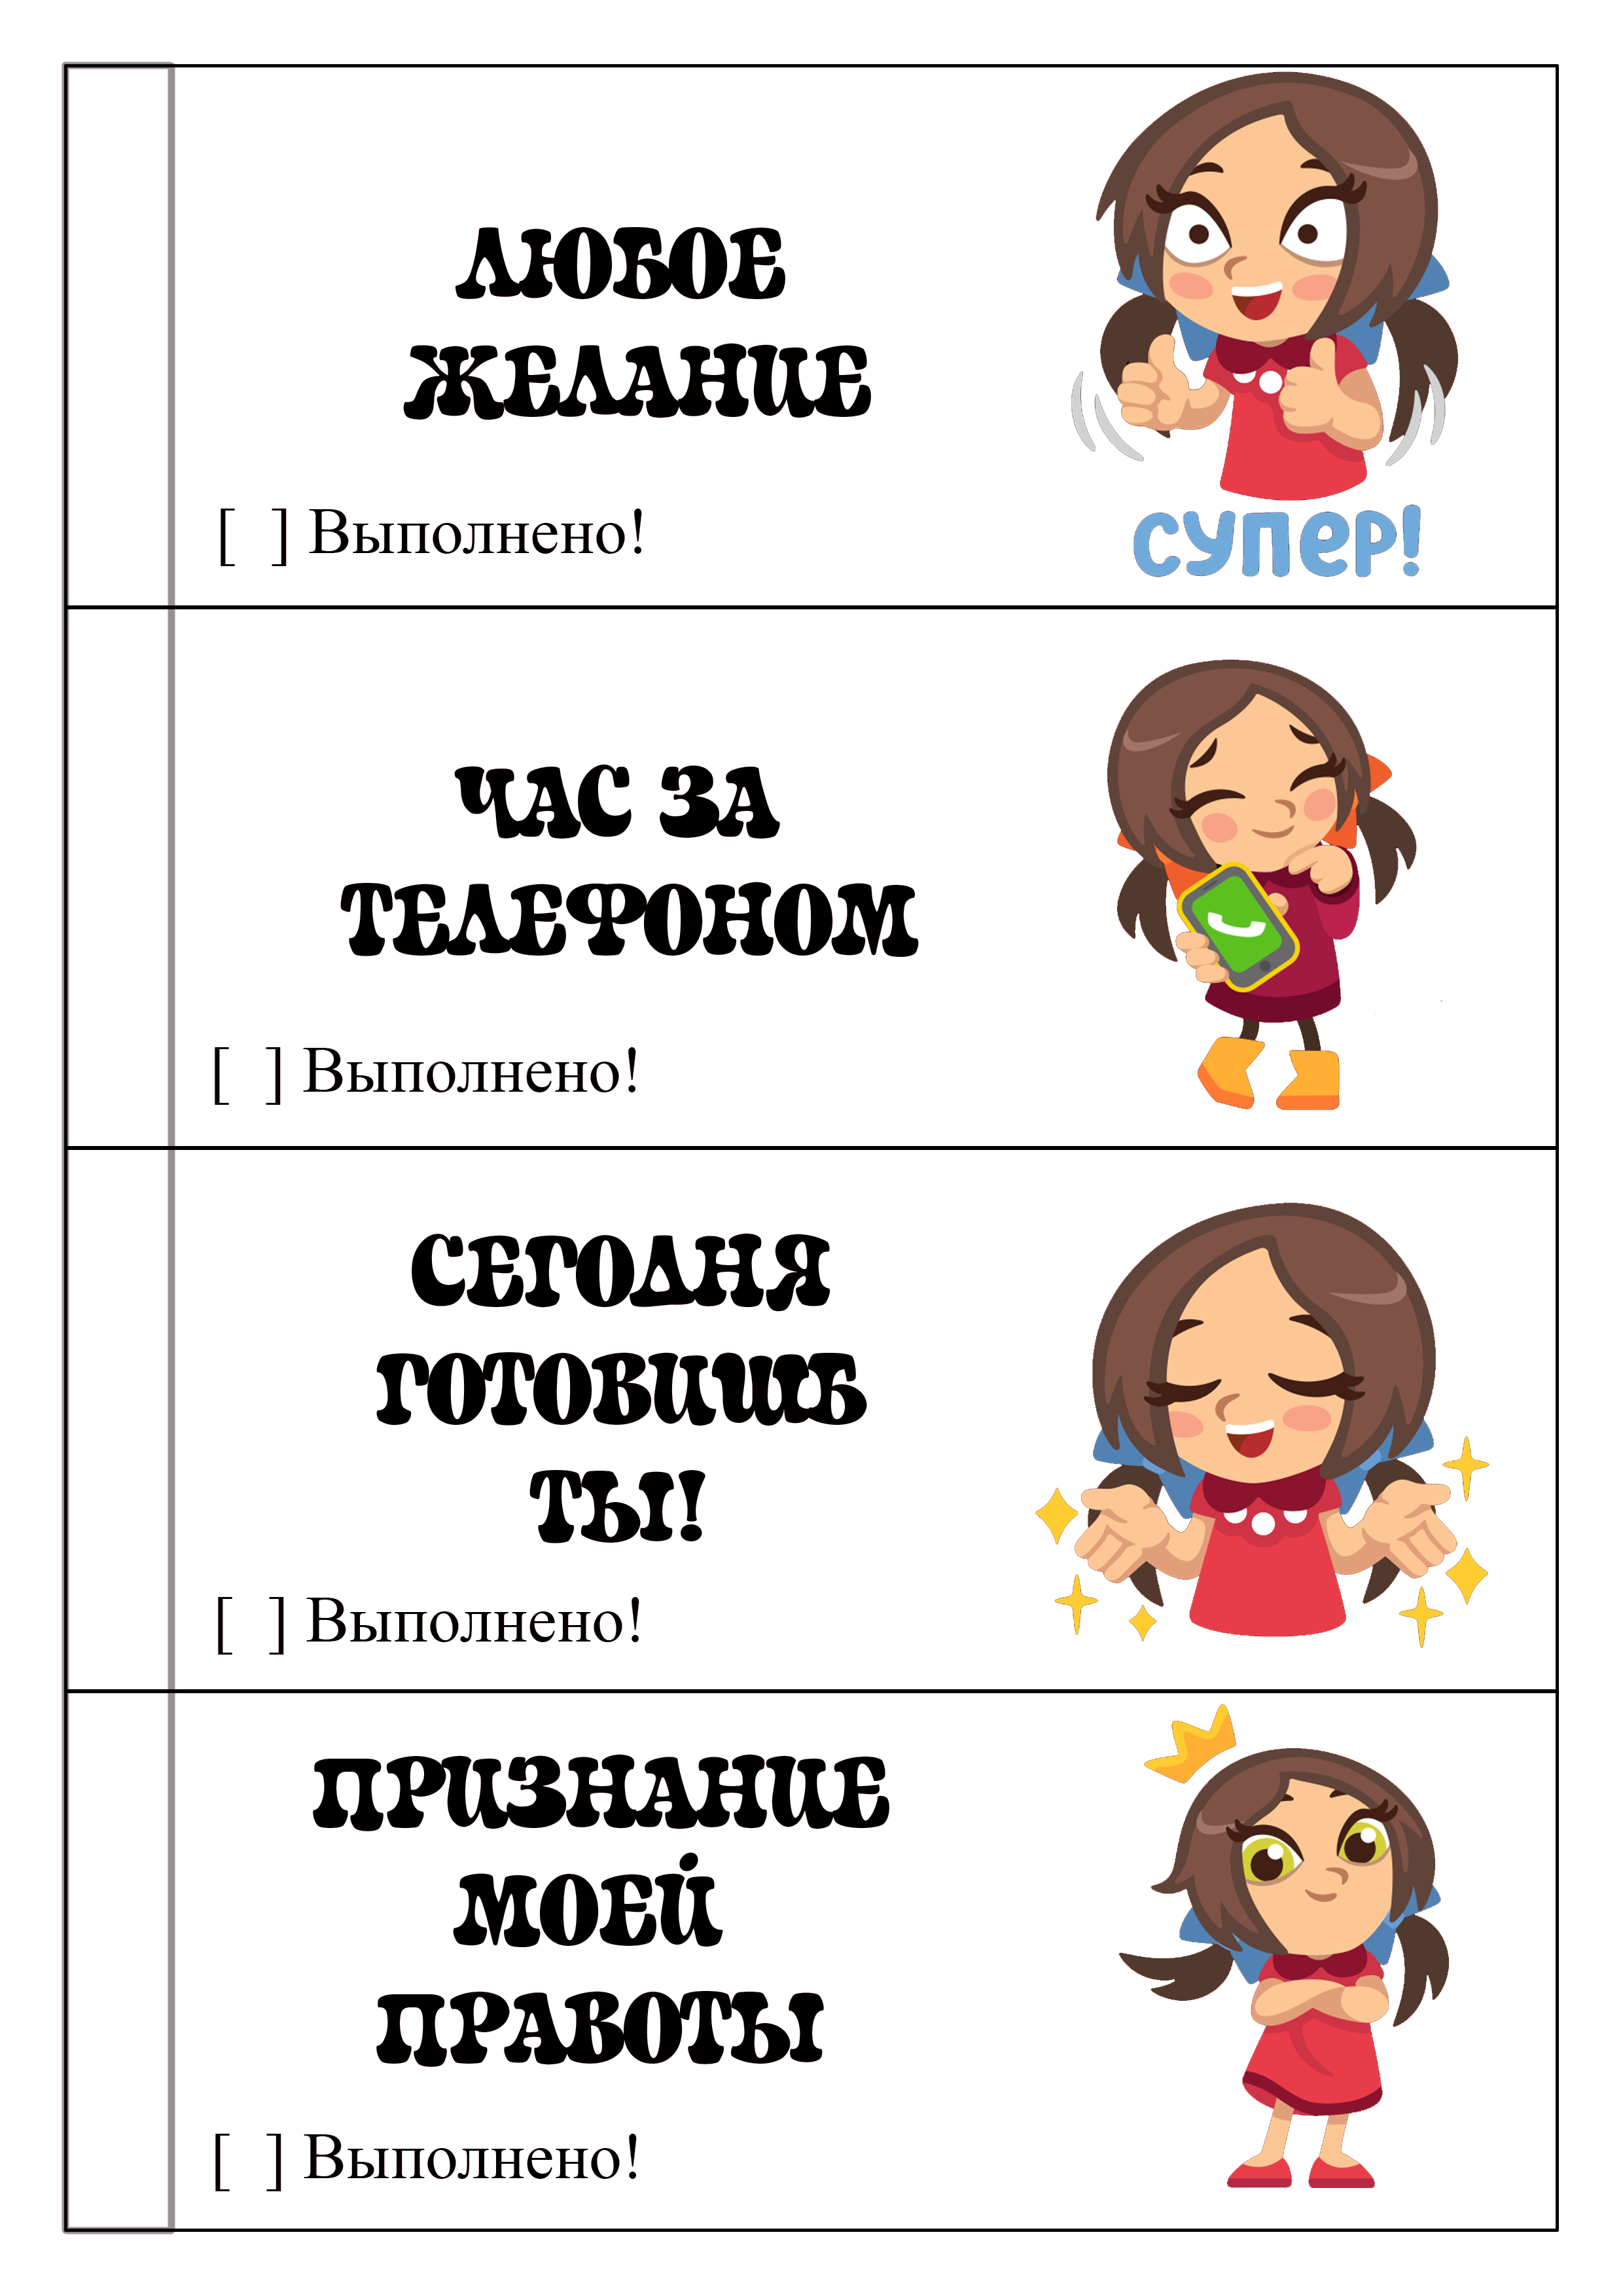 ЛЮБОЕ
ЖЕЛАНИЕ
[ ] Выполнено!
супер!
ЧАС ЗА
ТЕЛЕФОНОМ
[ ] Выполнено!
СЕГОДНЯ
ГОТОВИШЬ
ТЫ!
[ ] Выполнено!
ПРИЗНАНИЕ
МОЕЙ
ПРАВОТЫ
[ ] Выполнено!